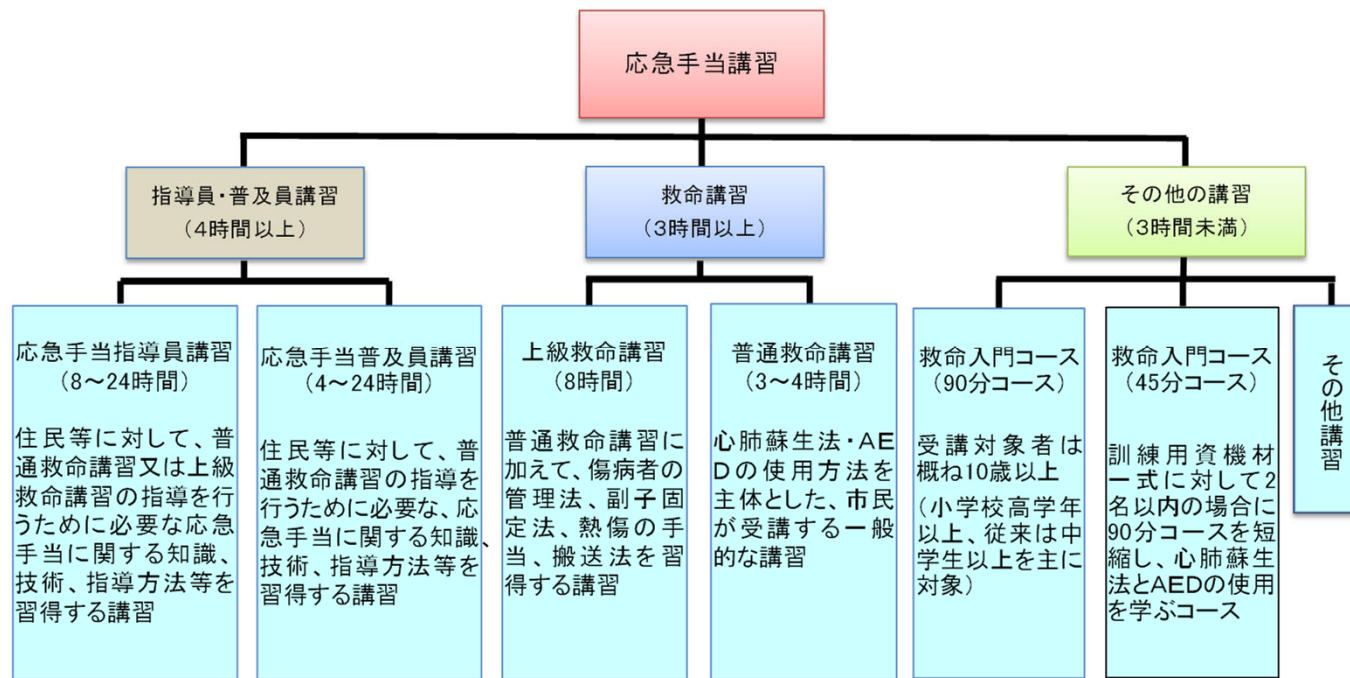 応急手当講習
指導員・普及員講習
（4時間以上）
救命講習
（3時間以上）
その他の講習
（3時間未満）
応急手当指導員講習
（8～24時間）
住民等に対して、普
通救命講習又は上級
救命講習の指導を行
うために必要な応急
手当に関する知識、
技術、指導方法等を
習得する講習
応急手当普及員講習
（4～24時間）
住民等に対して、普
通救命講習の指導を
行うために必要な、応
急手当に関する知識、
技術、指導方法等を
習得する講習
上級救命講習
（8時間）
普通救命講習に
加えて、傷病者の
管理法、副子固
定法、熱傷の手
当、搬送法を習
得する講習
普通救命講習
（3～4時間）
心肺蘇生法・AE
Dの使用方法を
主体とした、市民
が受講する一般
的な講習
救命入門コース
（90分コース）
受講対象者は
概ね10歳以上
（小学校高学年
以上、従来は中
学生以上を主に
対象）
救命入門コース
（45分コース）
訓練用資機材
一式に対して2
名以内の場合に
90分コースを短
縮し、心肺蘇生
法とAEDの使用
を学ぶコース
その他講習